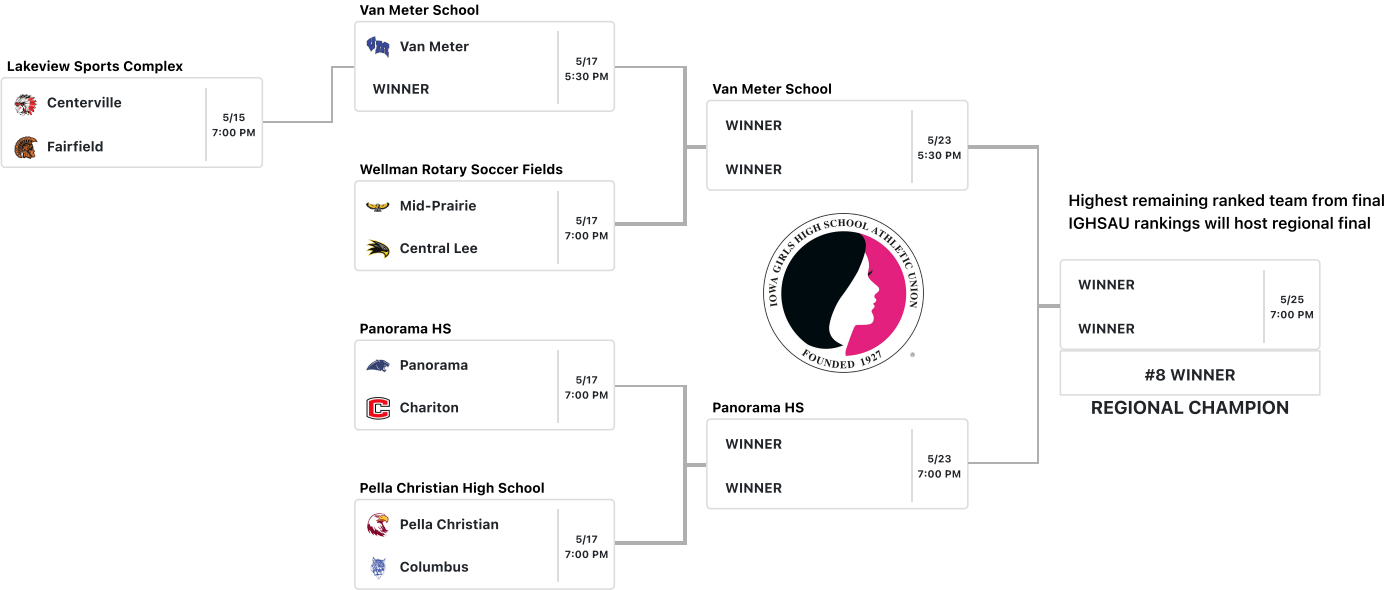 Lakeview Sports Complex
Centerville
Fairfield
5/15
7:00 PM
Van Meter School
Van Meter
WINNER
5/17
5:30 PM
Wellman Rotary Soccer Fields
Mid-Prairie
Central Lee
5/17
7:00 PM
Panorama HS
Panorama
Chariton
5/17
7:00 PM
Pella Christian High School
Pella Christian
Columbus
5/17
7:00 PM
Van Meter School
WINNER
WINNER
5/23
5:30 PM
IOWA GIRLS HIGH SCHOOL ATHLETIC UNION
FOUNDED 1927
Panorama HS
WINNER
WINNER
5/23
7:00 PM
Highest remaining ranked team from final
IGHSAU rankings will host regional final
WINNER
WINNER
5/25
7:00 PM
#8 WINNER
REGIONAL CHAMPION
VM
C